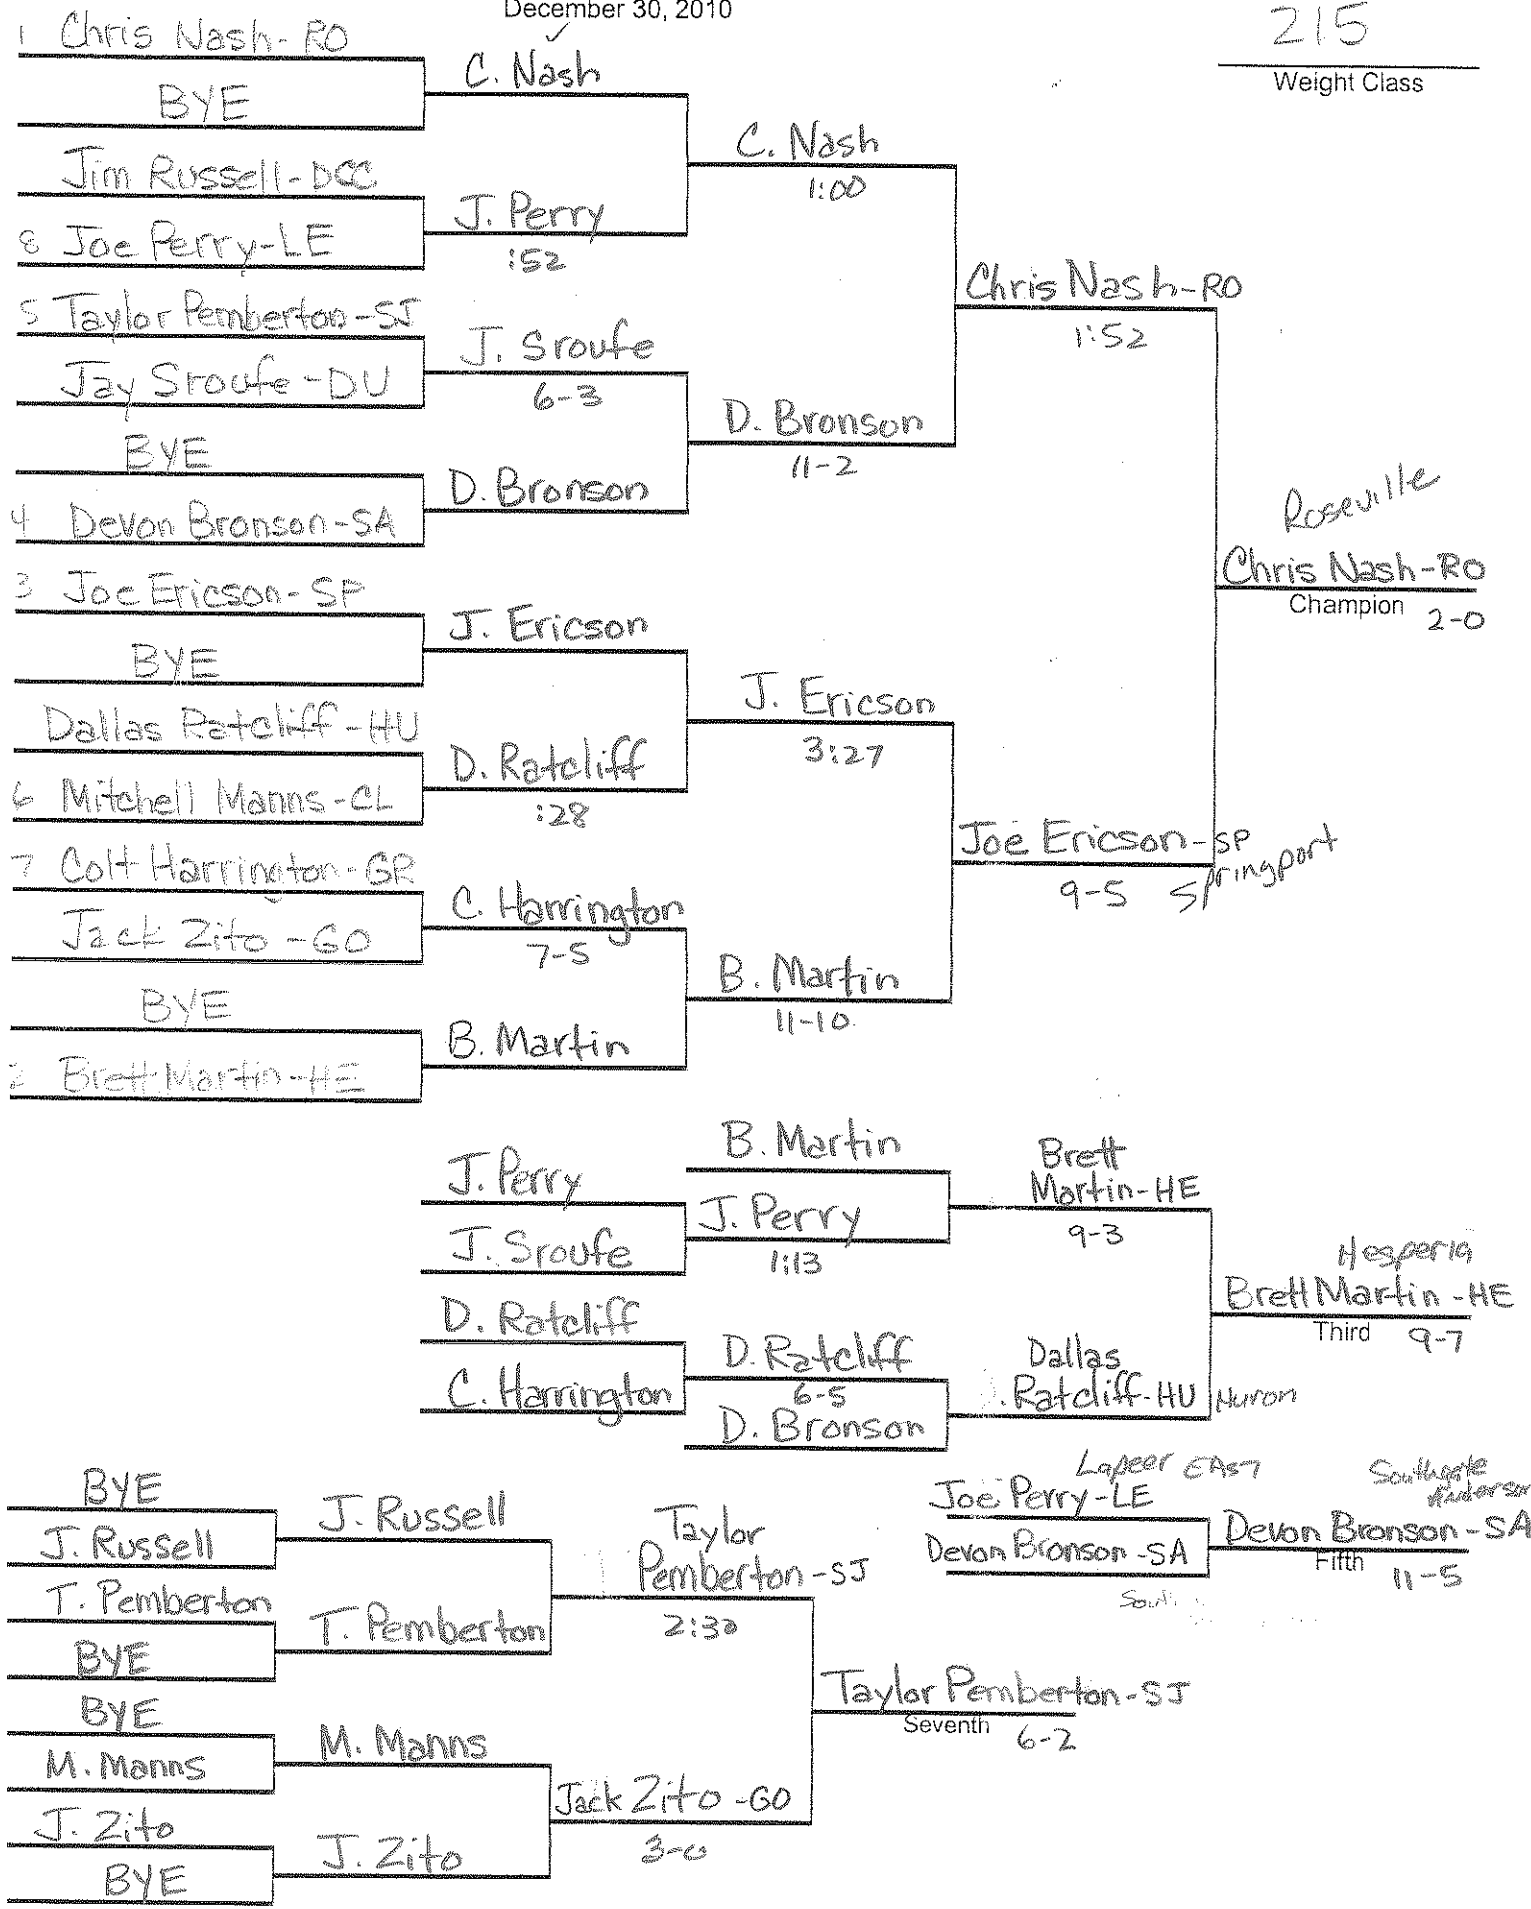 December 30, 2010
215
Weight Class
1 Chris Nash-RO
BYE
Jim Russell-DCC
8 Joe Perry-LE
5 Taylor Pemberton-SJ
Jay Sroufe-DU
BYE
4 Devon Bronson-SA
3 Joe Ericson-SP
BYE
Dallas Ratcliff-HU
6 Mitchell Manns-CL
7 Colt Harrington-GR
Jack Zito-GO
BYE
2 Brett Martin-HE
C. Nash
J. Perry
:52
J. Sroufe
6-3
D. Bronson
J. Ericson
D. Ratcliff
:28
C. Harrington
7-5
B. Martin
C. Nash
1:00
D. Bronson
11-2
J. Ericson
3:27
B. Martin
11-10
Chris Nash-RO
1:52
Joe Ericson-SP
Springport
9-5
Roseville
Chris Nash-RO
Champion 2-0
J. Perry
J. Sroufe
D. Ratcliff
C. Harrington
B. Martin
J. Perry
1:13
D. Ratcliff
6-5
D. Bronson
Brett
Martin-HE
9-3
Dallas
Ratcliff-HU
Huron
Hesperia
Brett Martin-HE
Third 9-7
Lapeer East
Joe Perry-LE
Devon Bronson-SA
Southgate
Anderson
Devon Bronson-SA
Fifth 11-5
BYE
J. Russell
T. Pemberton
BYE
BYE
M. Manns
J. Zito
BYE
J. Russell
T. Pemberton
M. Manns
J. Zito
Taylor
Pemberton-SJ
Jack Zito-GO
3-0
Taylor Pemberton-SJ
Seventh 6-2